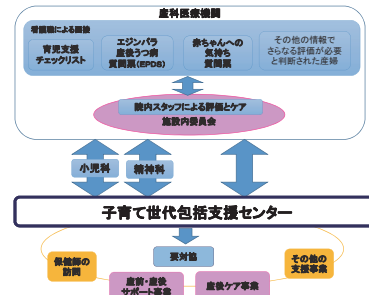 産科医療機関
看護職による面接
育児支援
チェックリスト
エジンバラ
産後うつ病
質問票(EPDS)
赤ちゃんへの
気持ち
質問票
その他の情報で
さらなる評価が必要
と判断された産婦
院内スタッフによる評価とケア
施設内委員会
小児科
精神科
子育て世代包括支援センター
保健師の
訪問
要対協
その他の
支援事業
産前・産後
サポート事業
産後ケア事業